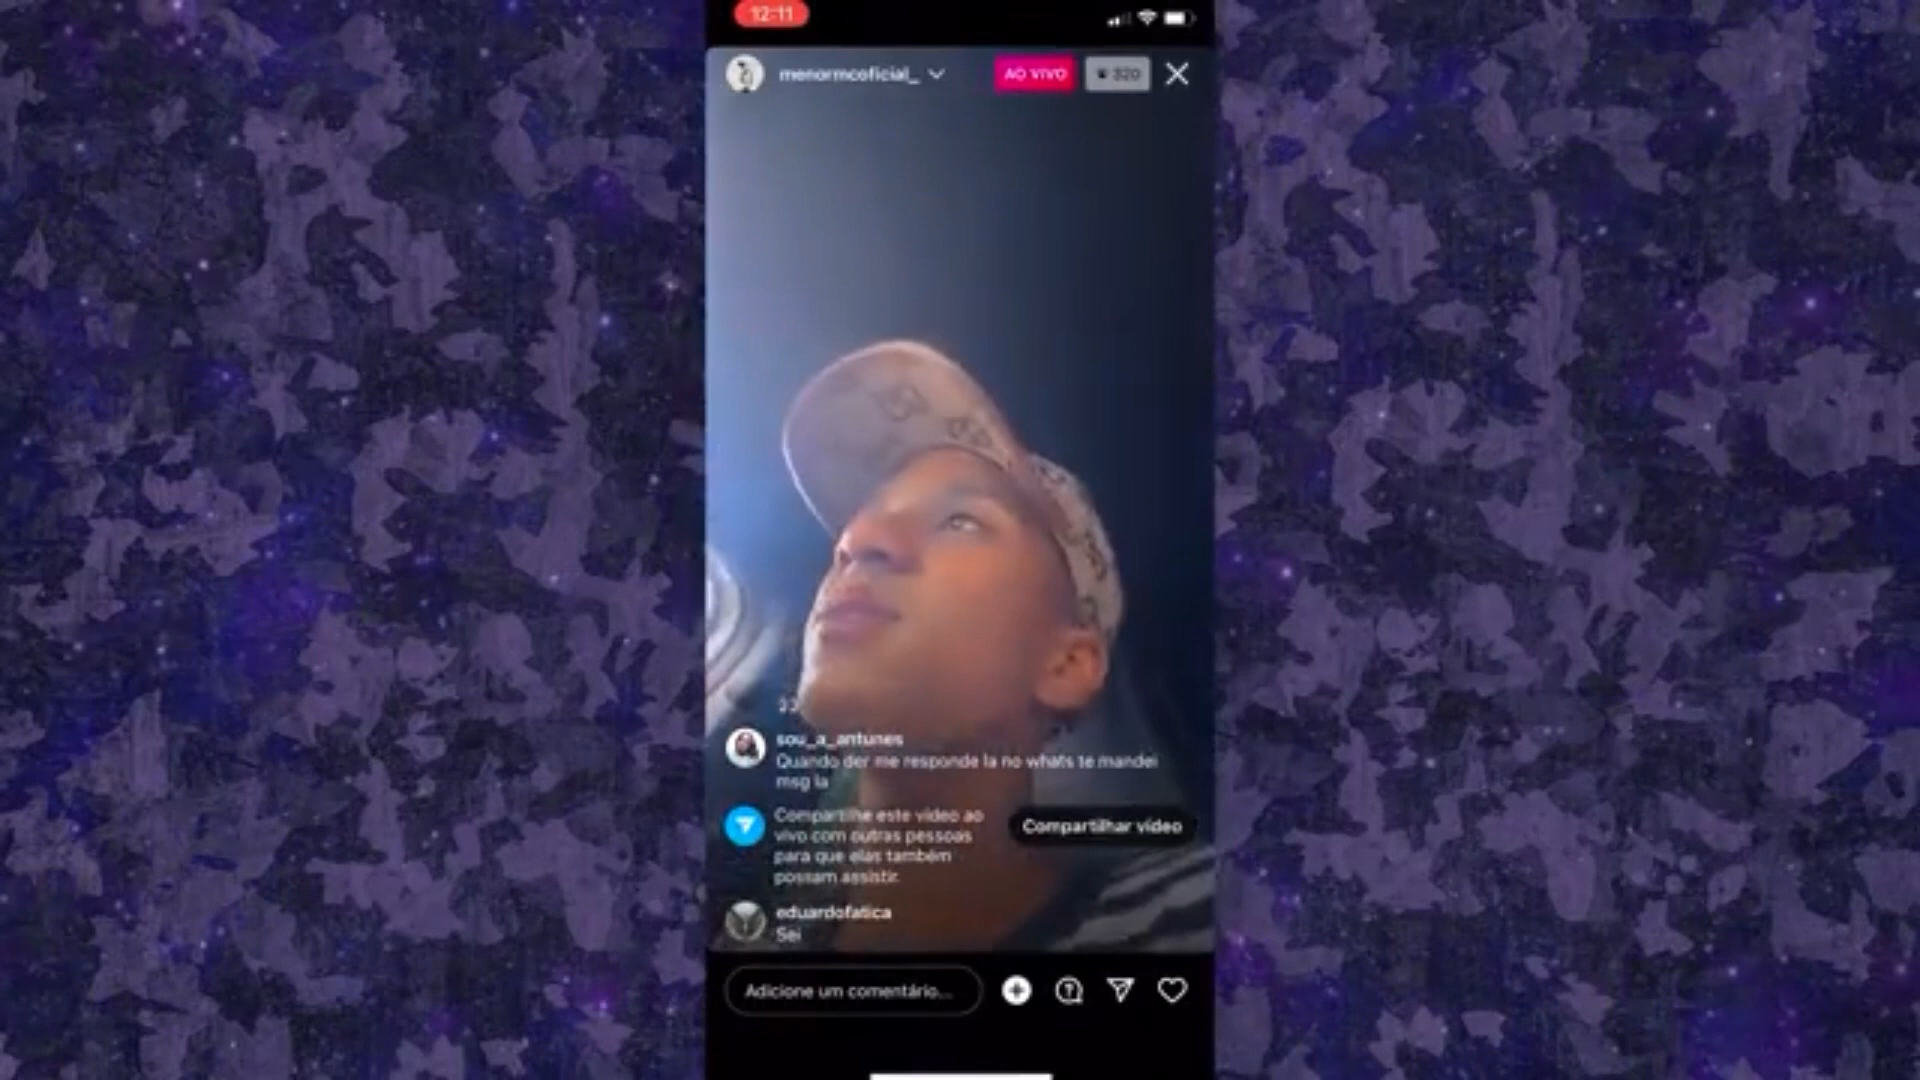 12:11
menormcoficial_
AO VIVO
320
sou_a_antunes
Quando der me responde la no whats te mandei
msg la
Compartilhe este vídeo ao
vivo com outras pessoas
para que elas também
possam assistir.
Compartilhar vídeo
eduardofatica
Sei
Adicione um comentário...